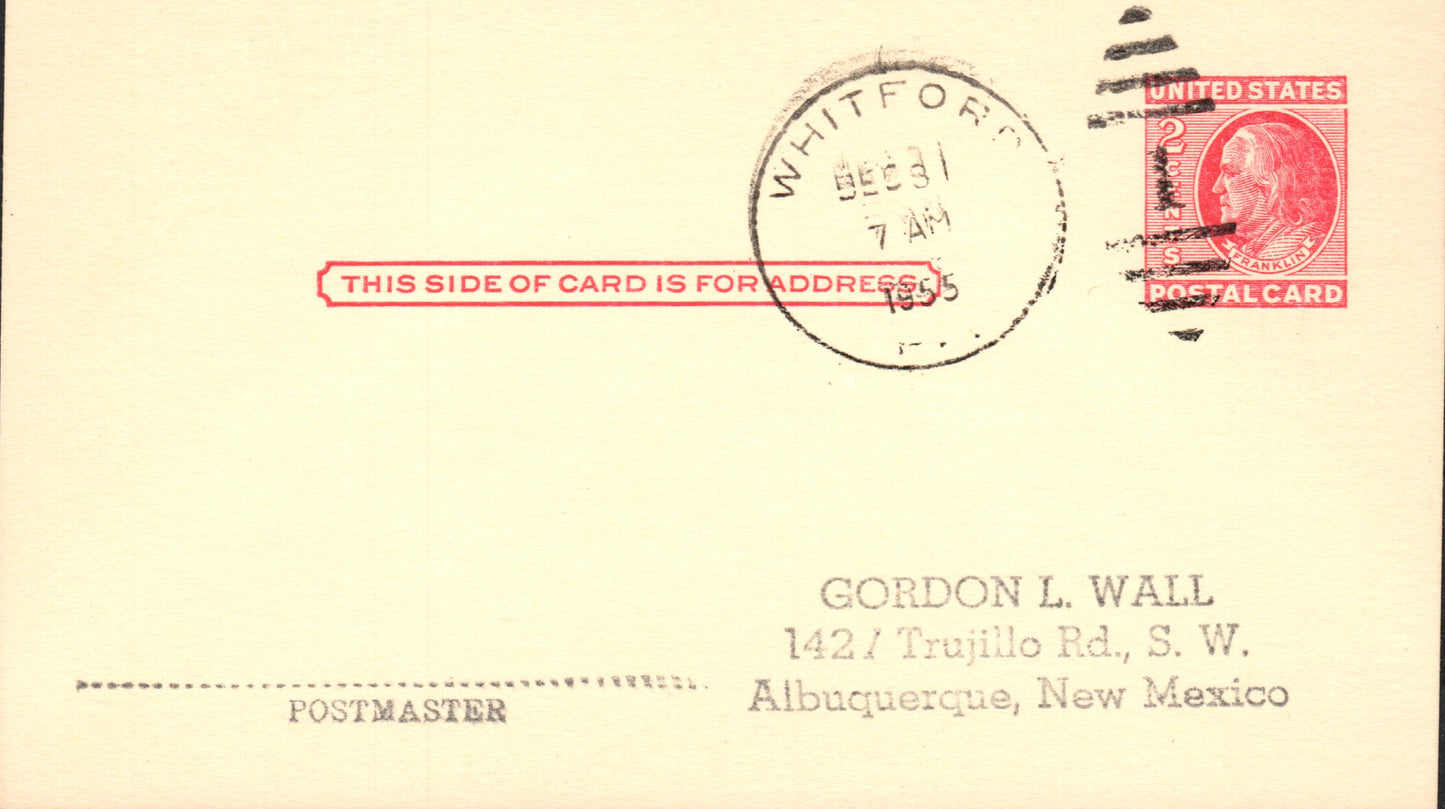 WHITFORD
DEC 31
7 AM
1955
UNITED STATES
2 CENTS
FRANKLIN
POSTAL CARD
THIS SIDE OF CARD IS FOR ADDRESS
GORDON L. WALL
1421 Trujillo Rd., S. W.
Albuquerque, New Mexico
POSTMASTER